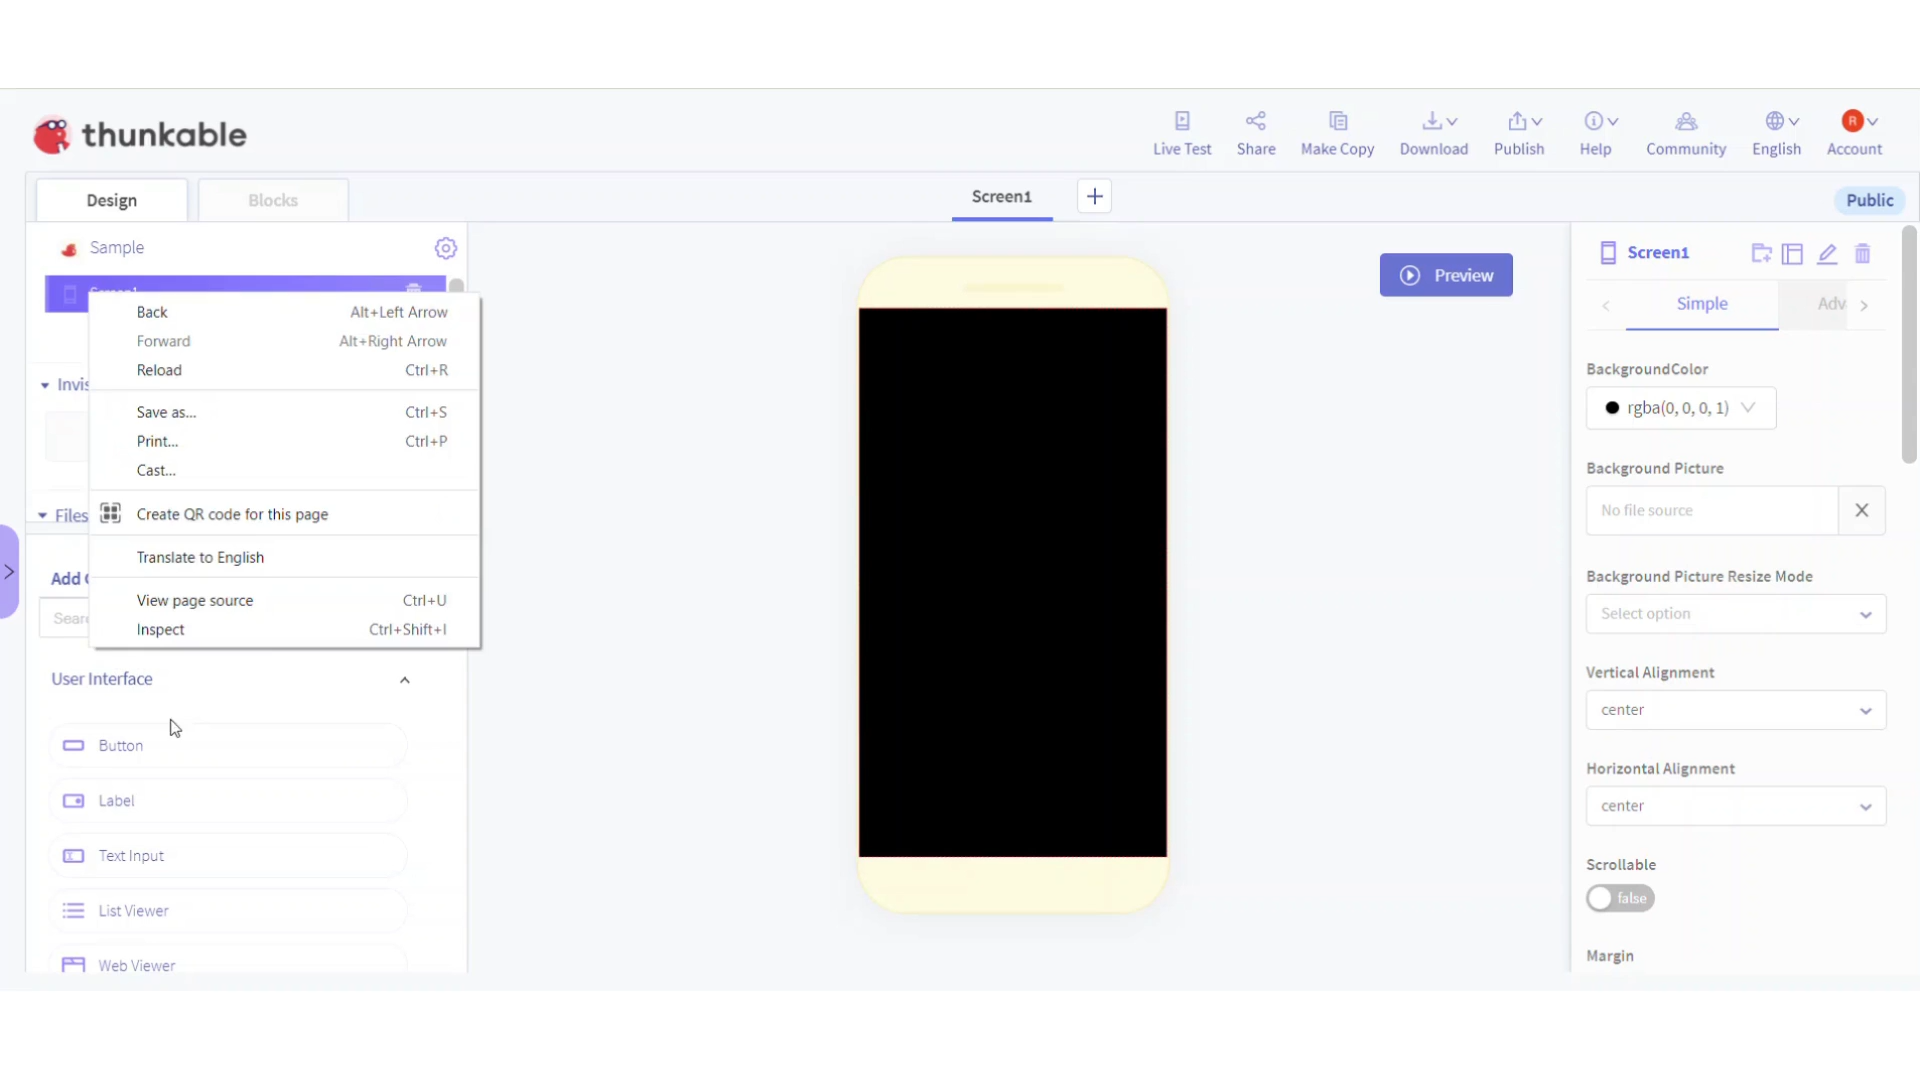 thunkable
Live Test
Share
Make Copy
Download
Publish
Help
Community
R
English
Account
Design
Blocks
Screen1
Public
Sample
Back Alt+Left Arrow
Forward Alt+Right Arrow
Reload Ctrl+R
Save as... Ctrl+S
Print... Ctrl+P
Cast...
Create QR code for this page
Translate to English
View page source Ctrl+U
Inspect Ctrl+Shift+I
Invis
Files
Add
Sear
User Interface
Button
Label
Text Input
List Viewer
Web Viewer
Preview
Screen1
Simple
Adv
BackgroundColor
rgba(0, 0, 0, 1)
Background Picture
No file source
Background Picture Resize Mode
Select option
Vertical Alignment
center
Horizontal Alignment
center
Scrollable
false
Margin